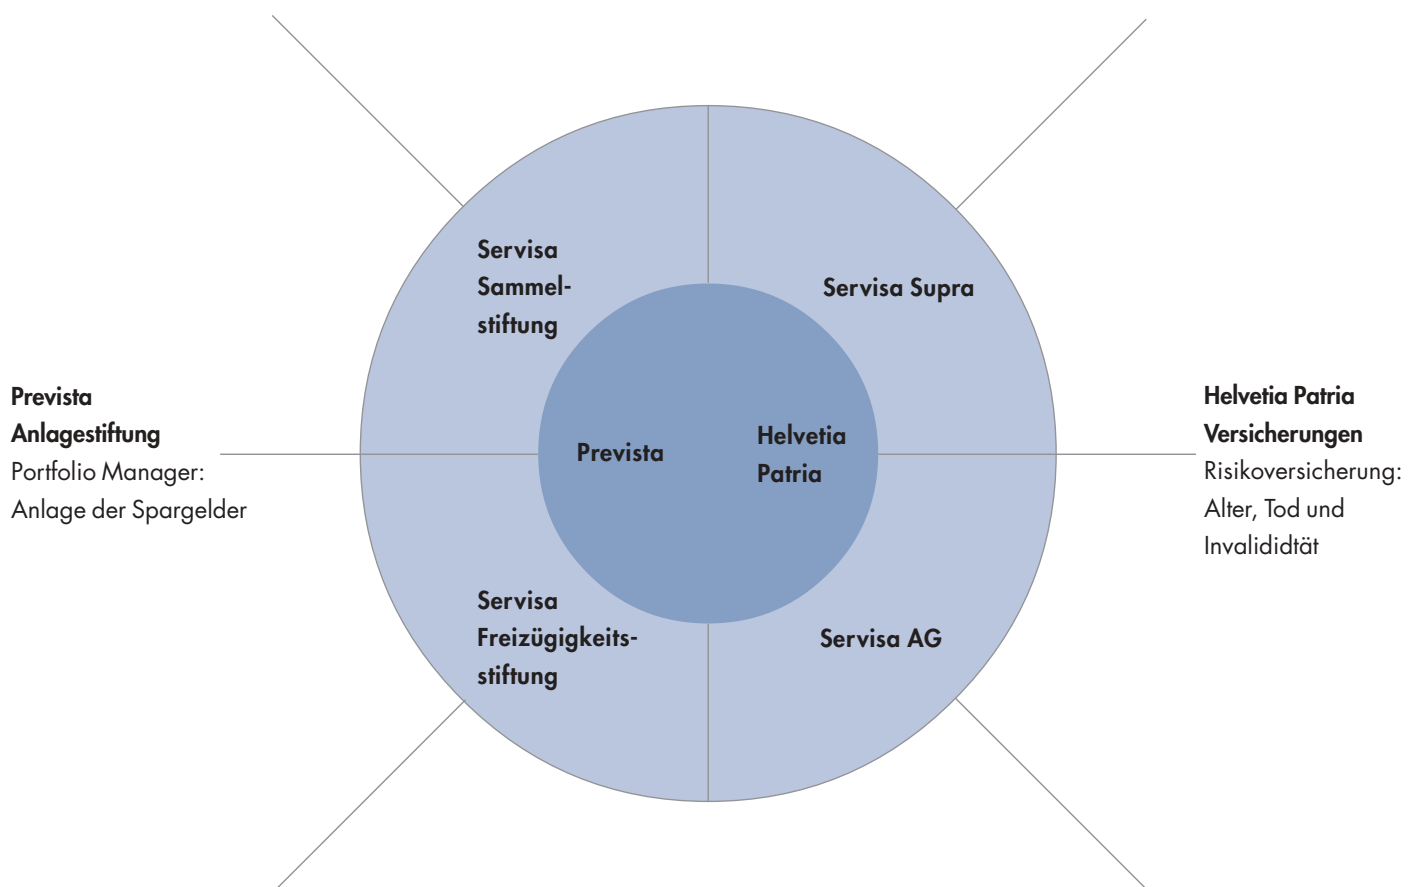 Servisa
Sammel-
stiftung
Servisa Supra
Prevista
Anlagestiftung
Portfolio Manager:
Anlage der Spargelder
Prevista
Helvetia
Patria
Helvetia Patria
Versicherungen
Risikoversicherung:
Alter, Tod und
Invalididtät
Servisa
Freizügigkeits-
stiftung
Servisa AG